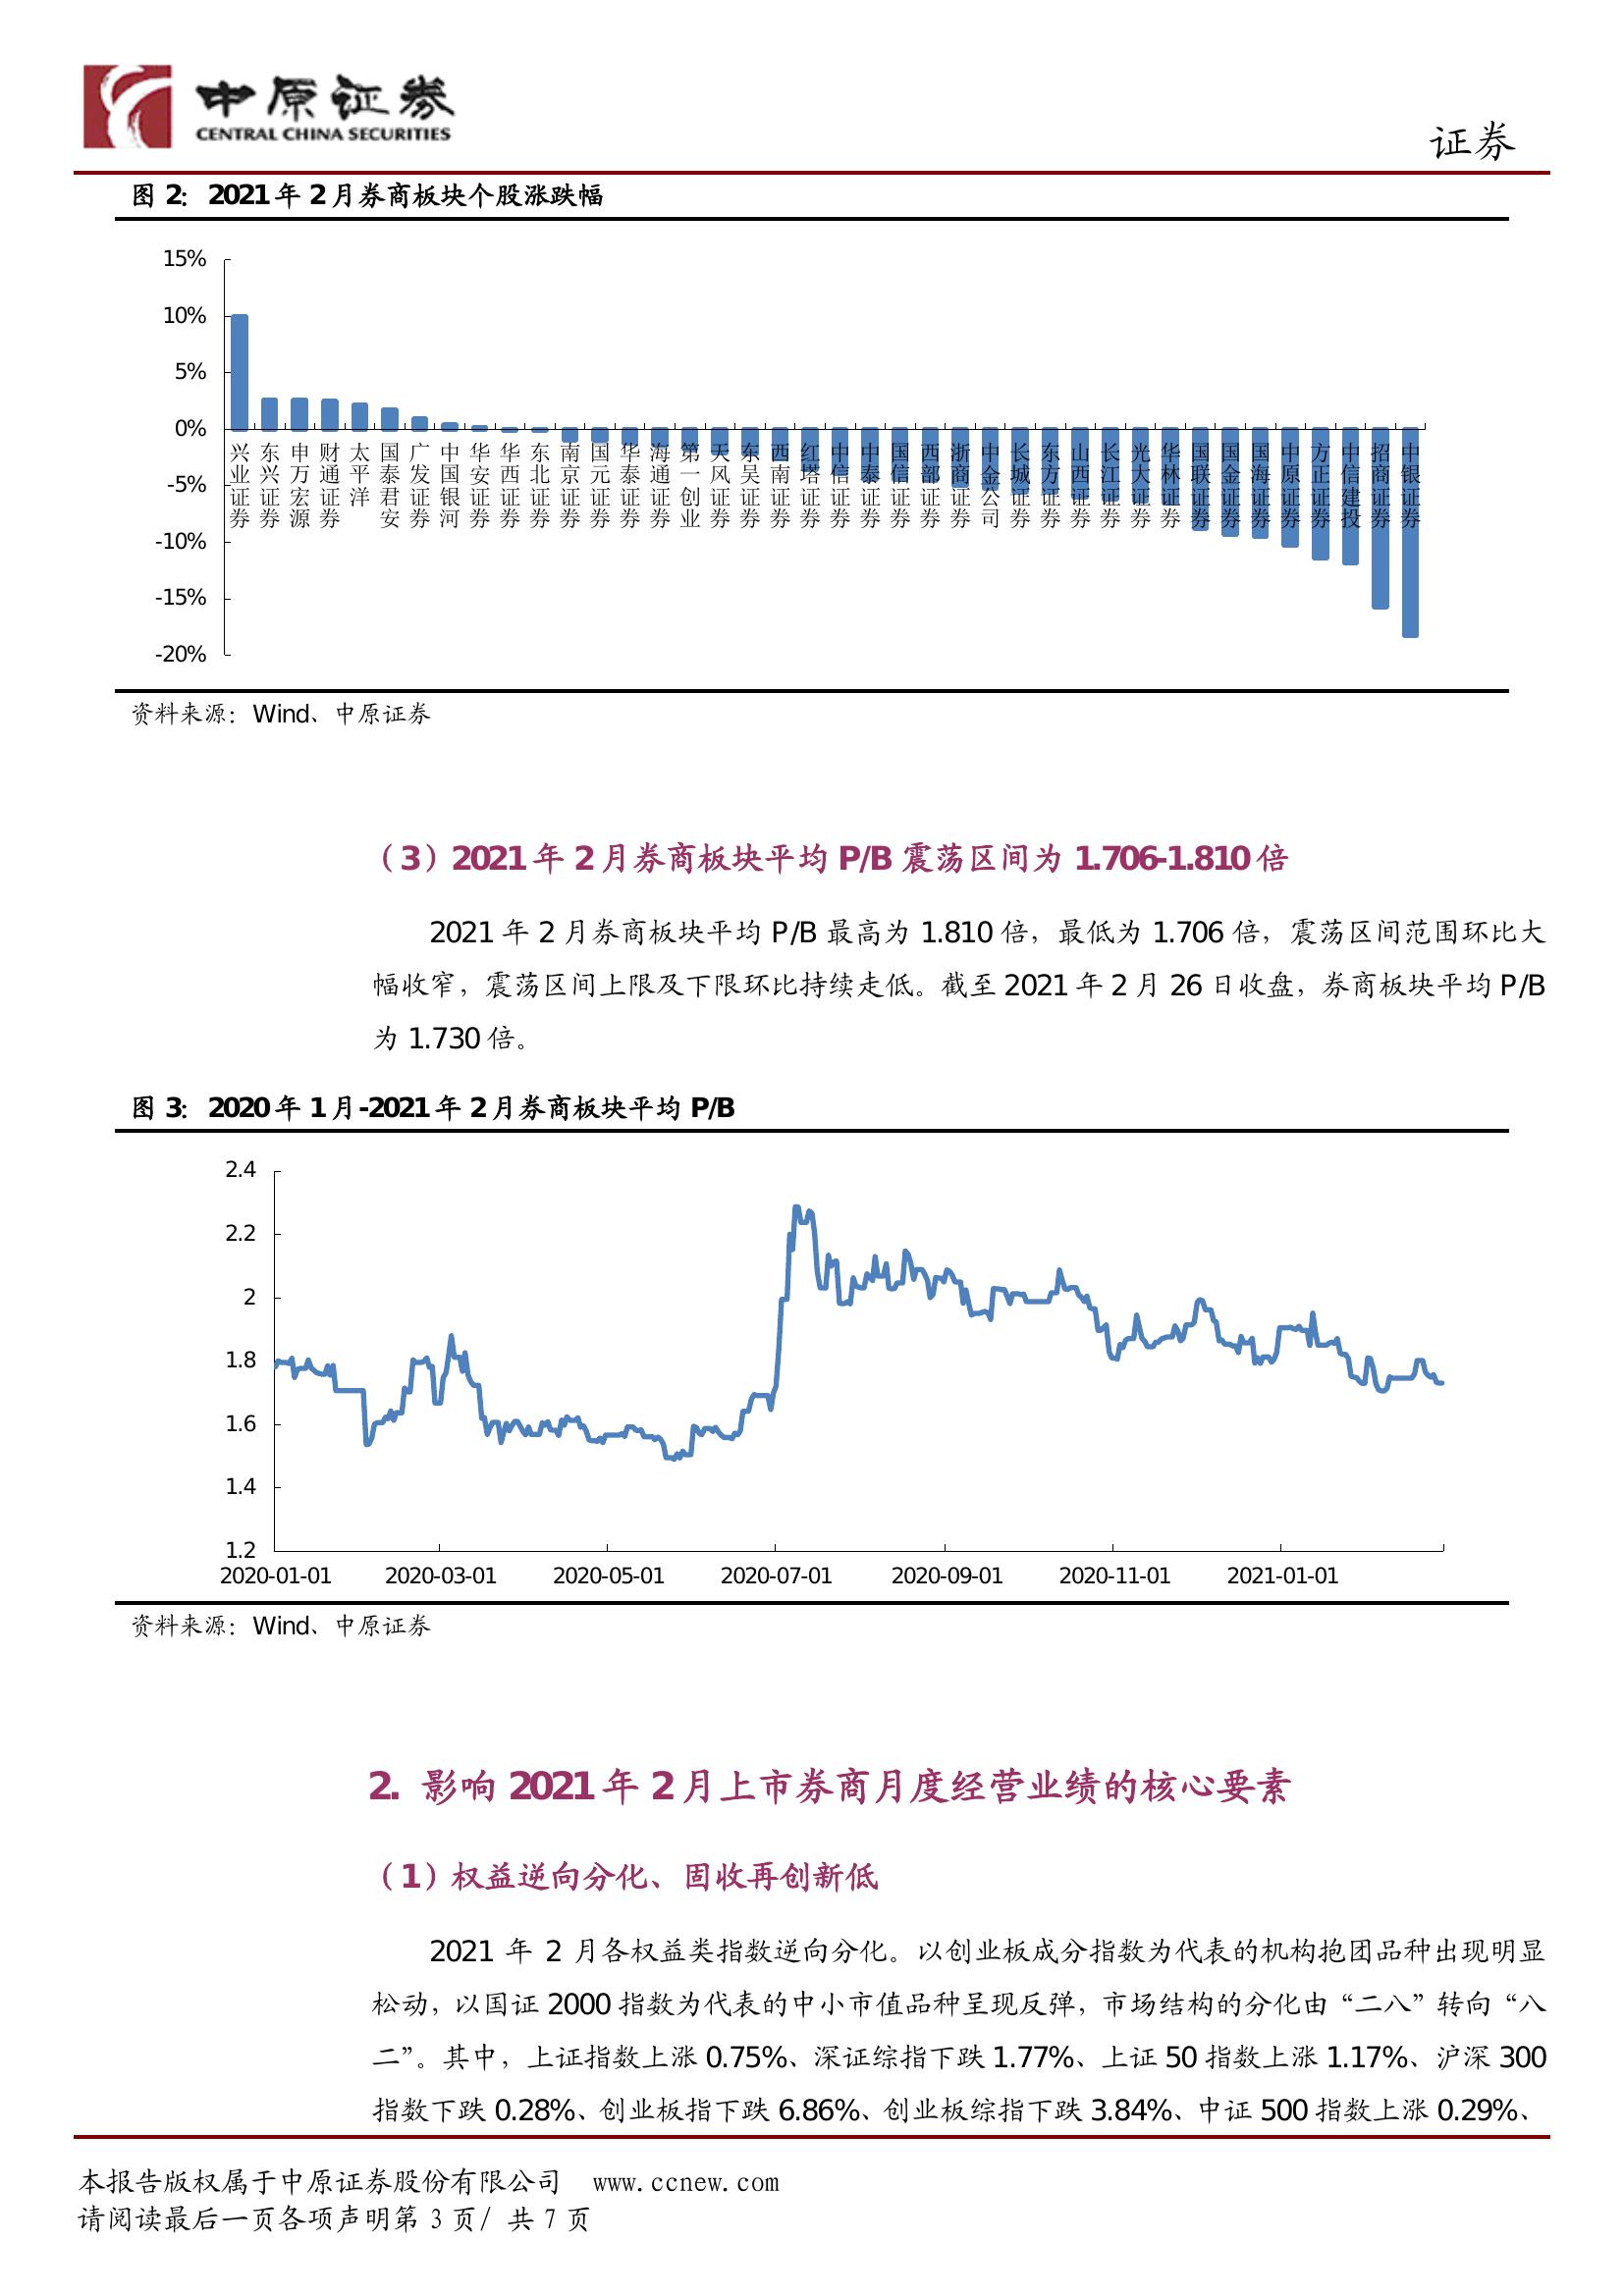 中原证券
CENTRAL CHINA SECURITIES
证券
图 2：2021 年 2 月券商板块个股涨跌幅
15%
10%
5%
0%
-5%
-10%
-15%
-20%
兴业证券
东兴证券
申万宏源
财通证券
太平洋
国泰君安
广发证券
中国银河
华安证券
华西证券
东北证券
南京证券
国元证券
华泰证券
海通证券
第一创业
天风证券
东吴证券
西南证券
红塔证券
中信证券
中泰证券
国信证券
西部证券
浙商证券
中金公司
长城证券
东方证券
山西证券
长江证券
光大证券
华林证券
国联证券
国金证券
国海证券
中原证券
方正证券
中信建投
招商证券
中银证券
资料来源：Wind、中原证券
（3）2021 年 2 月券商板块平均 P/B 震荡区间为 1.706-1.810 倍
2021 年 2 月券商板块平均 P/B 最高为 1.810 倍，最低为 1.706 倍，震荡区间范围环比大
幅收窄，震荡区间上限及下限环比持续走低。截至 2021 年 2 月 26 日收盘，券商板块平均 P/B
为 1.730 倍。
图 3：2020 年 1 月-2021 年 2 月券商板块平均 P/B
2.4
2.2
2
1.8
1.6
1.4
1.2
2020-01-01 2020-03-01 2020-05-01 2020-07-01 2020-09-01 2020-11-01 2021-01-01
资料来源：Wind、中原证券
2. 影响 2021 年 2 月上市券商月度经营业绩的核心要素
（1）权益逆向分化、固收再创新低
2021 年 2 月各权益类指数逆向分化。以创业板成分指数为代表的机构抱团品种出现明显
松动，以国证 2000 指数为代表的中小市值品种呈现反弹，市场结构的分化由“二八”转向“八
二”。其中，上证指数上涨 0.75%、深证综指下跌 1.77%、上证 50 指数上涨 1.17%、沪深 300
指数下跌 0.28%、创业板指下跌 6.86%、创业板综指下跌 3.84%、中证 500 指数上涨 0.29%、
本报告版权属于中原证券股份有限公司 www.ccnew.com
请阅读最后一页各项声明第 3 页/ 共 7 页